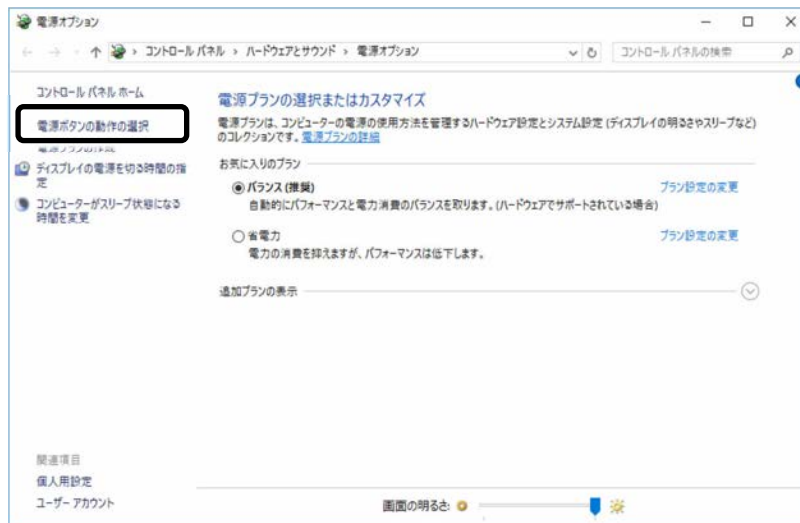 電源オプション
コントロール パネル › ハードウェアとサウンド › 電源オプション
コントロール パネルの検索
コントロール パネル ホーム
電源ボタンの動作の選択
電源プランの作成
ディスプレイの電源を切る時間の指
定
コンピューターがスリープ状態になる
時間を変更
関連項目
個人用設定
ユーザー アカウント
電源プランの選択またはカスタマイズ
電源プランは、コンピューターの電源の使用方法を管理するハードウェア設定とシステム設定 (ディスプレイの明るさやスリープなど)
のコレクションです。電源プランの詳細
お気に入りのプラン
バランス (推奨) プラン設定の変更
自動的にパフォーマンスと電力消費のバランスを取ります。(ハードウェアでサポートされている場合)
省電力 プラン設定の変更
電力の消費を抑えますが、パフォーマンスは低下します。
追加プランの表示
画面の明るさ: